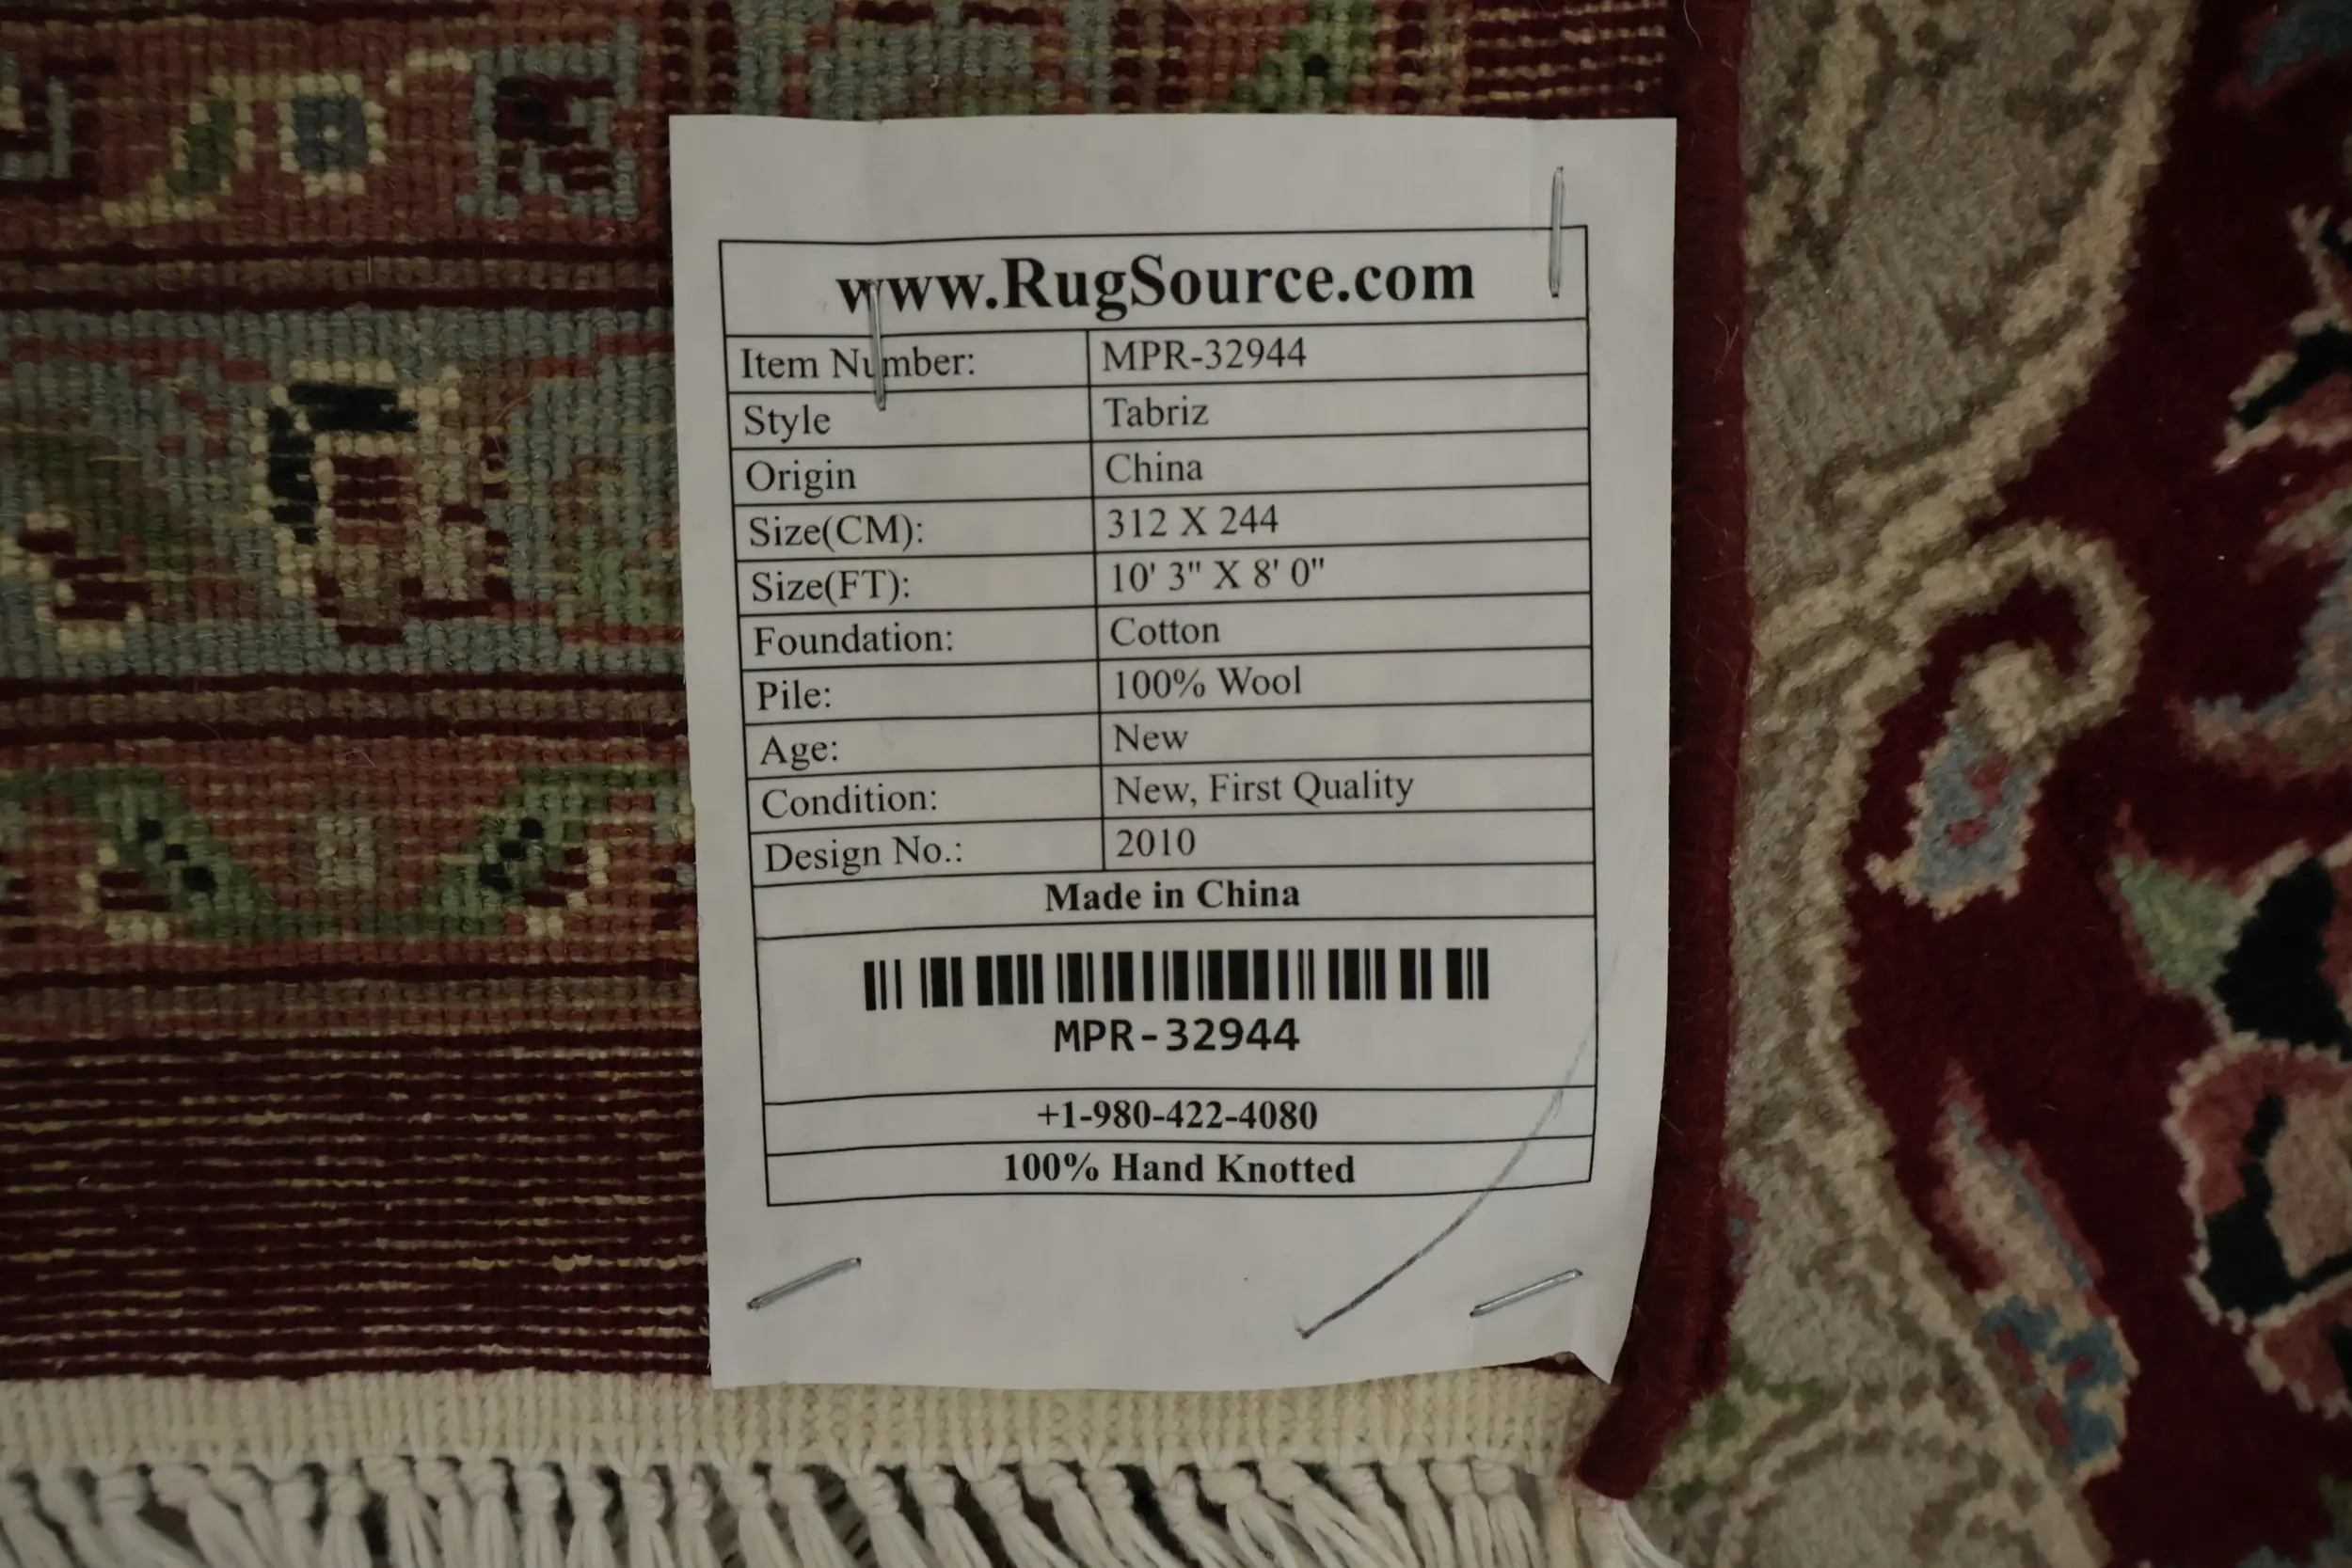 www.RugSource.com
Item Number: MPR-32944
Style Tabriz
Origin China
Size(CM): 312 X 244
Size(FT): 10' 3" X 8' 0"
Foundation: Cotton
Pile: 100% Wool
Age: New
Condition: New, First Quality
Design No.: 2010
Made in China
MPR-32944
+1-980-422-4080
100% Hand Knotted